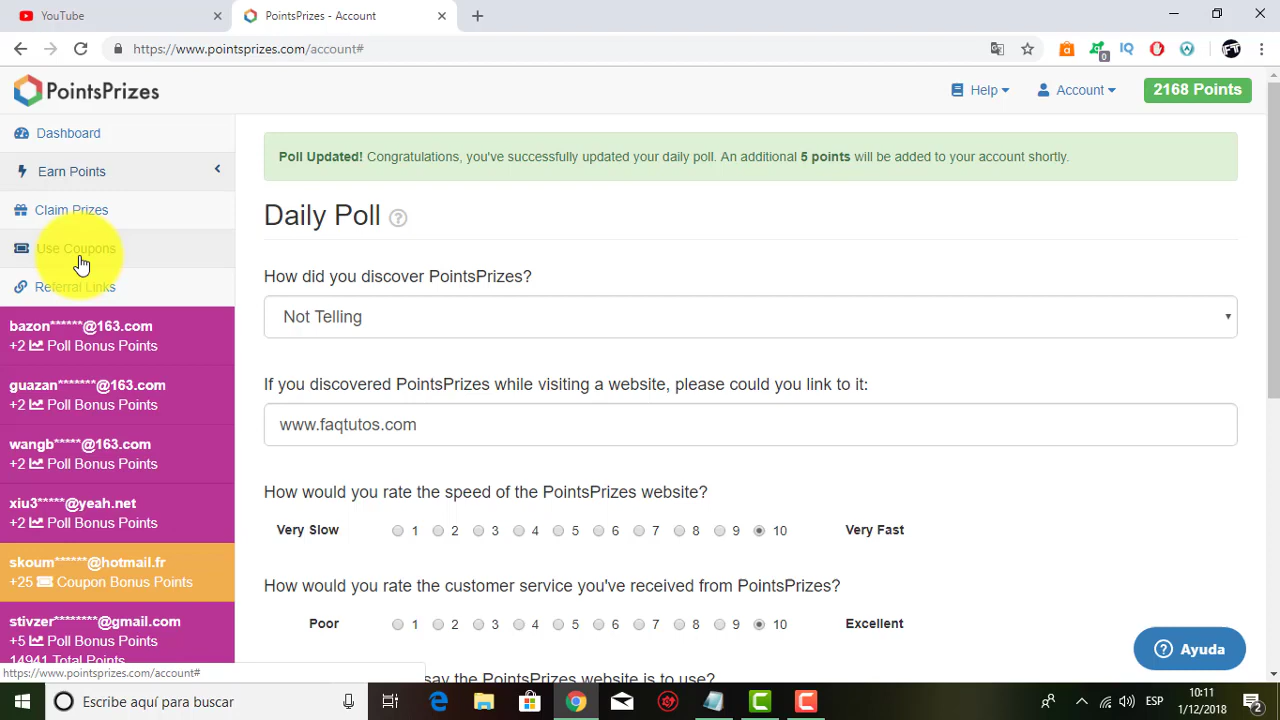 YouTube
PointsPrizes - Account
https://www.pointsprizes.com/account#
0
IQ
PointsPrizes
Help
Account
2168 Points
Dashboard
Earn Points
Claim Prizes
Use Coupons
Referral Links
bazon******@163.com
+2 Poll Bonus Points
guazan*******@163.com
+2 Poll Bonus Points
wangb*****@163.com
+2 Poll Bonus Points
xiu3*****@yeah.net
+2 Poll Bonus Points
skoum******@hotmail.fr
+25 Coupon Bonus Points
stivzer********@gmail.com
+5 Poll Bonus Points
14941 Total Points
Poll Updated! Congratulations, you've successfully updated your daily poll. An additional 5 points will be added to your account shortly.
Daily Poll ?
How did you discover PointsPrizes?
Not Telling
If you discovered PointsPrizes while visiting a website, please could you link to it:
www.faqtutos.com
How would you rate the speed of the PointsPrizes website?
Very Slow 1 2 3 4 5 6 7 8 9 10 Very Fast
How would you rate the customer service you've received from PointsPrizes?
Poor 1 2 3 4 5 6 7 8 9 10 Excellent
say the PointsPrizes website is to use?
? Ayuda
https://www.pointsprizes.com/account#
Escribe aquí para buscar
ESP
10:11
1/12/2018
2